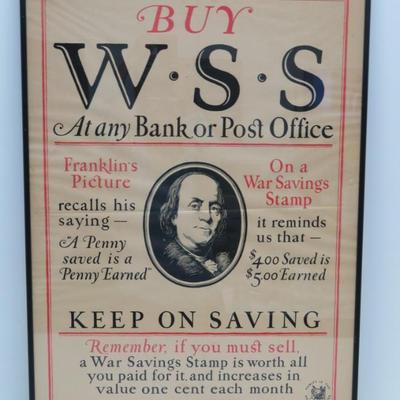 BUY
W·S·S
At any Bank or Post Office
Franklin's
Picture
recalls his
saying —
"A Penny
saved is a
Penny Earned"
On a
War Savings
Stamp
it reminds
us that —
$4.00 Saved is
$5.00 Earned
KEEP ON SAVING
Remember, if you must sell,
a War Savings Stamp is worth all
you paid for it and increases in
value one cent each month